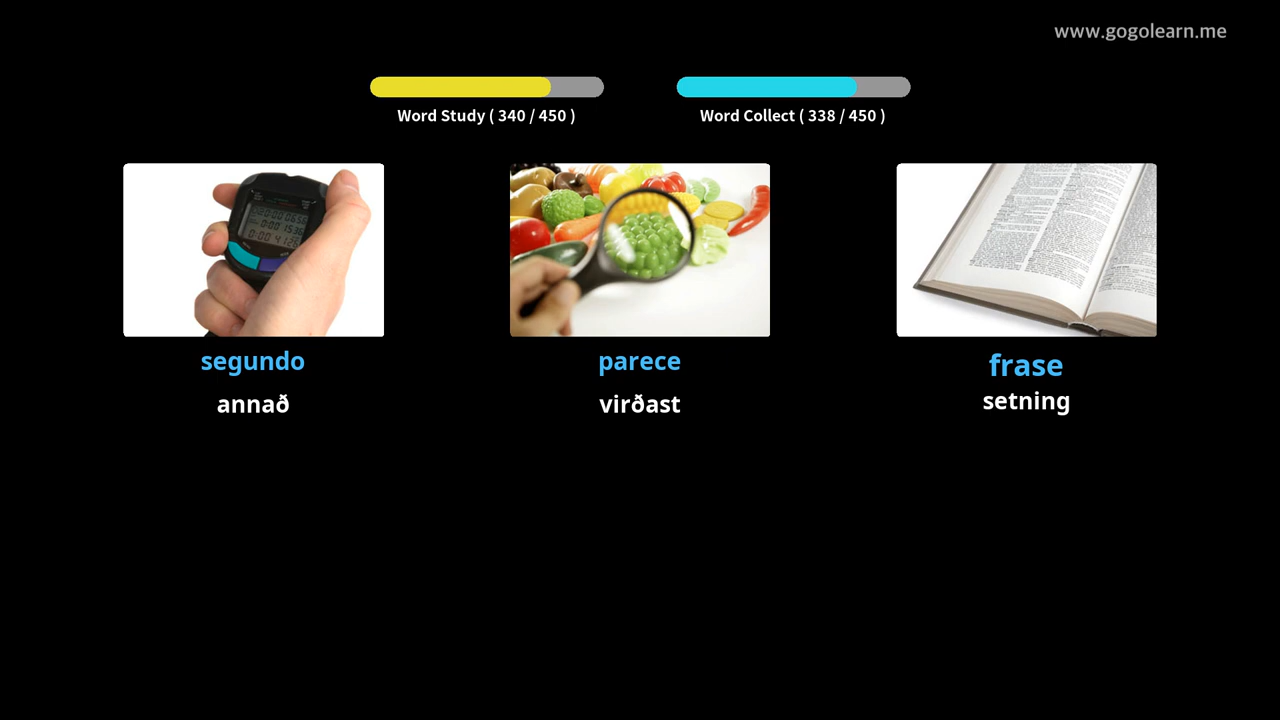 www.gogolearn.me
Word Study ( 340 / 450 )
Word Collect ( 338 / 450 )
segundo
annað
parece
virðast
frase
setning